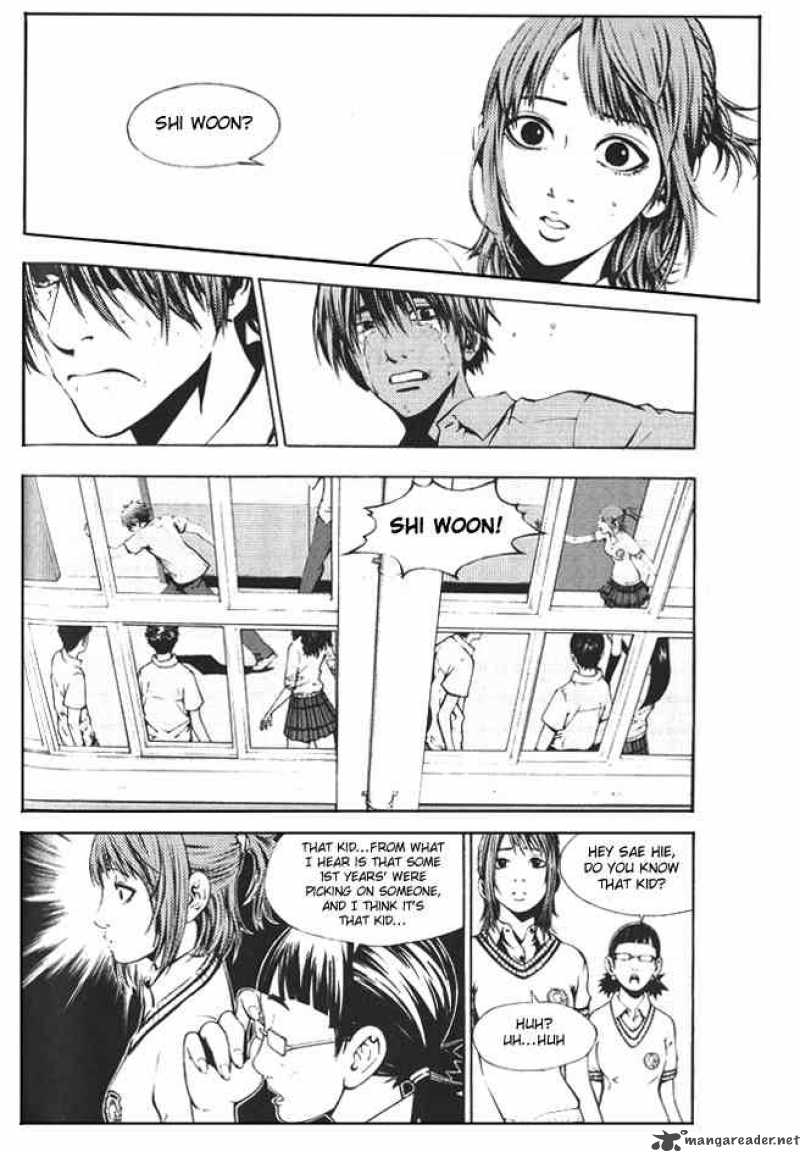 SHI WOON?
SHI WOON!
HEY SAE HIE,
DO YOU KNOW
THAT KID?
HUH?
UH...HUH
THAT KID...FROM WHAT
I HEAR IS THAT SOME
1ST YEARS' WERE
PICKING ON SOMEONE,
AND I THINK IT'S
THAT KID...
mangareader.net